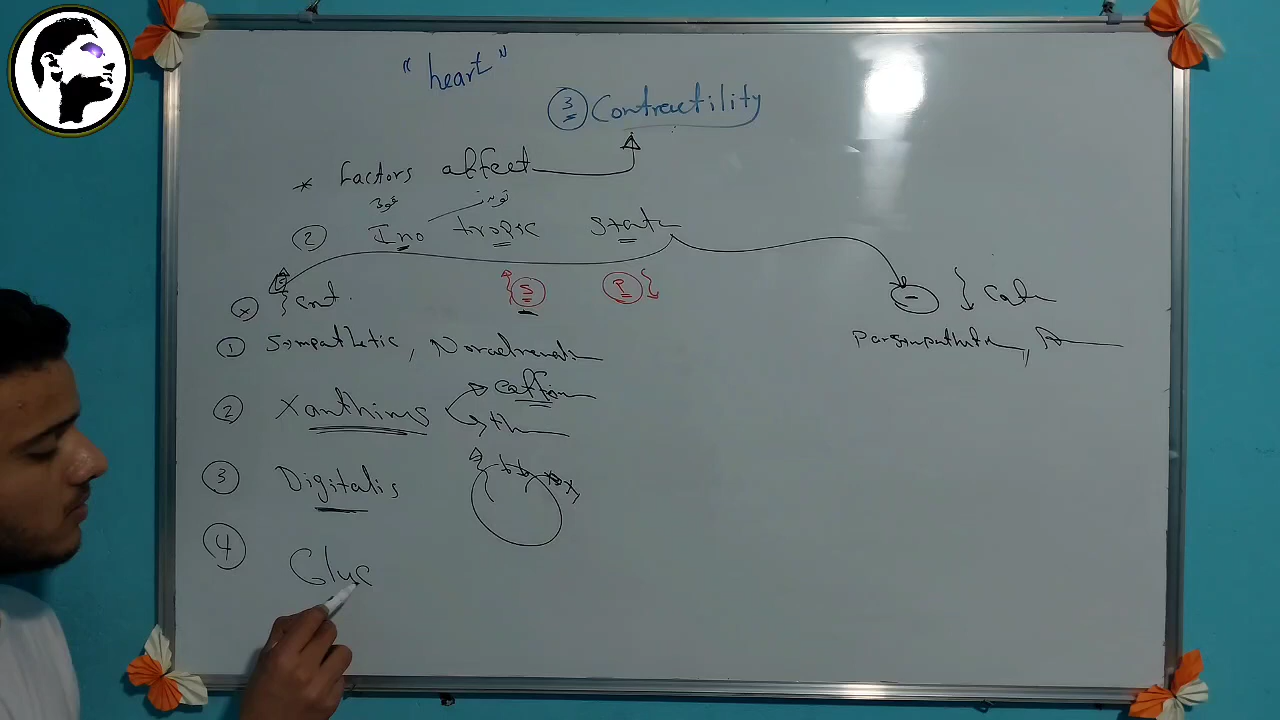 "heart"
③ Contractility
* Factors affect
② Ino tropic state
قوة
+ } Cont.
S
P
-
① Sympathetic, Noradrenalin
② Xanthins caffein
③ Digitalis
④ Gluc
Parasympathetic, A